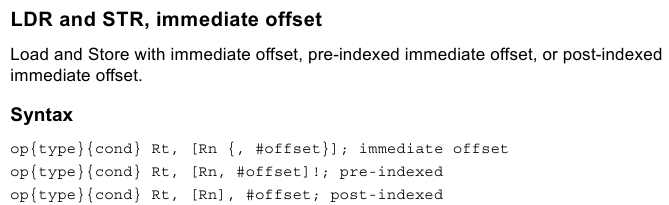 LDR and STR, immediate offset
Load and Store with immediate offset, pre-indexed immediate offset, or post-indexed
immediate offset.
Syntax
op{type}{cond} Rt, [Rn {, #offset}]; immediate offset
op{type}{cond} Rt, [Rn, #offset]!; pre-indexed
op{type}{cond} Rt, [Rn], #offset; post-indexed